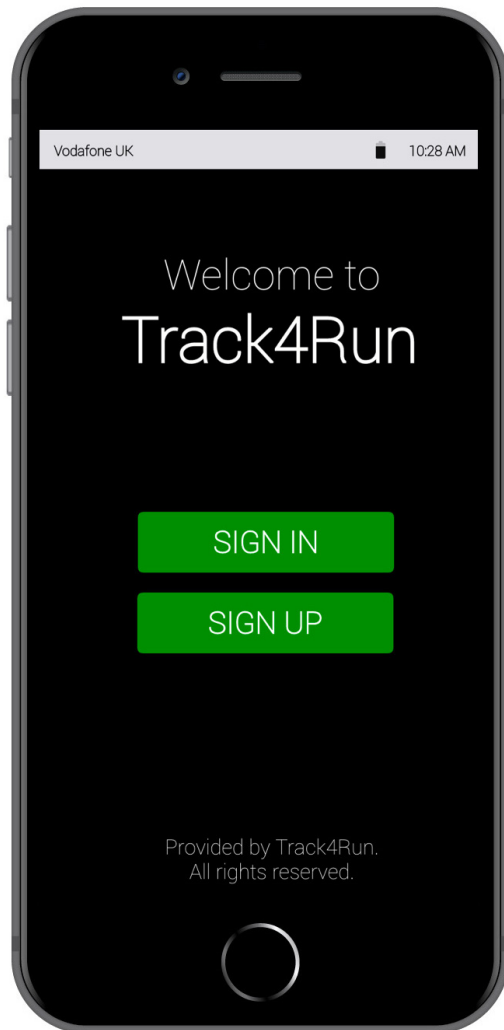 Vodafone UK 10:28 AM
Welcome to
Track4Run
SIGN IN
SIGN UP
Provided by Track4Run.
All rights reserved.